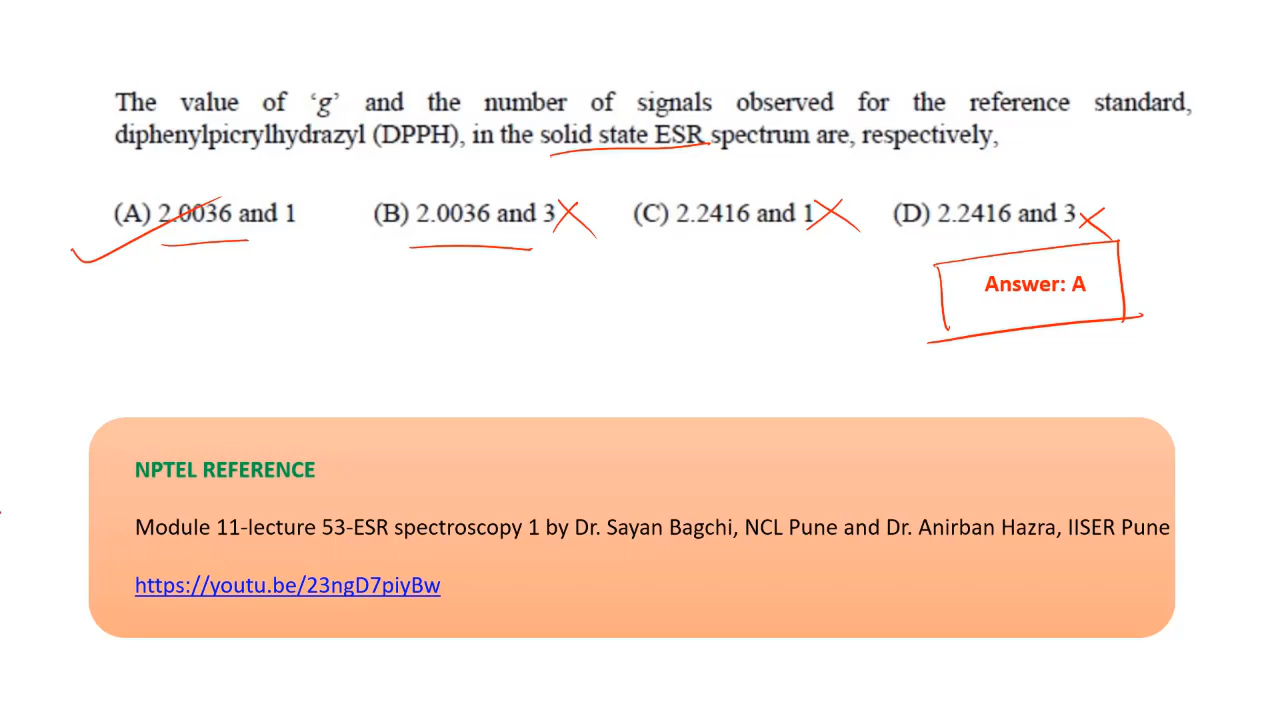 The value of ‘g’ and the number of signals observed for the reference standard,
diphenylpicrylhydrazyl (DPPH), in the solid state ESR spectrum are, respectively,
(A) 2.0036 and 1 (B) 2.0036 and 3 (C) 2.2416 and 1 (D) 2.2416 and 3
Answer: A
NPTEL REFERENCE
Module 11-lecture 53-ESR spectroscopy 1 by Dr. Sayan Bagchi, NCL Pune and Dr. Anirban Hazra, IISER Pune
https://youtu.be/23ngD7piyBw